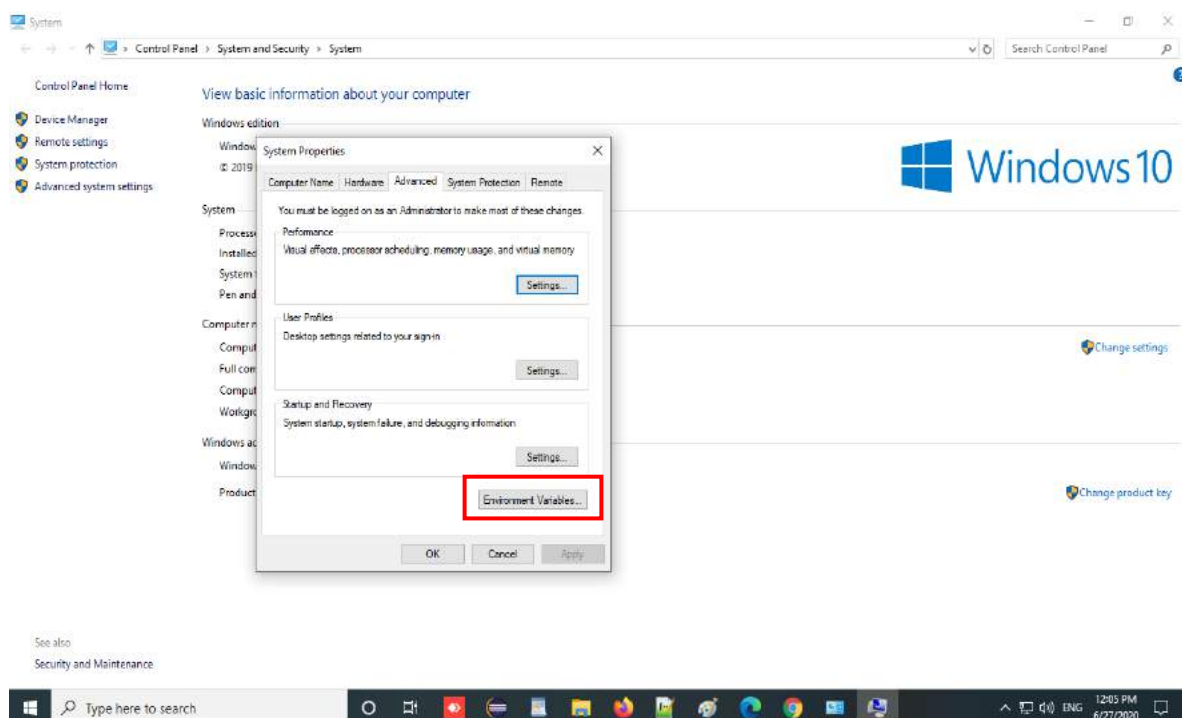 System
Control Panel > System and Security > System
Search Control Panel
Control Panel Home
Device Manager
Remote settings
System protection
Advanced system settings
View basic information about your computer
Windows edition
Window
© 2019
Windows 10
System
Process
Installed
System
Pen and
Computer n
Comput
Full com
Comput
Workgro
Change settings
Windows ac
Window
Product
Change product key
System Properties
Computer Name Hardware Advanced System Protection Remote
You must be logged on as an Administrator to make most of these changes.
Performance
Visual effects, processor scheduling, memory usage, and virtual memory
Settings...
User Profiles
Desktop settings related to your sign-in
Settings...
Startup and Recovery
System startup, system failure, and debugging information
Settings...
Environment Variables...
OK Cancel Apply
See also
Security and Maintenance
Type here to search
ENG
12:05 PM
6/27/2020